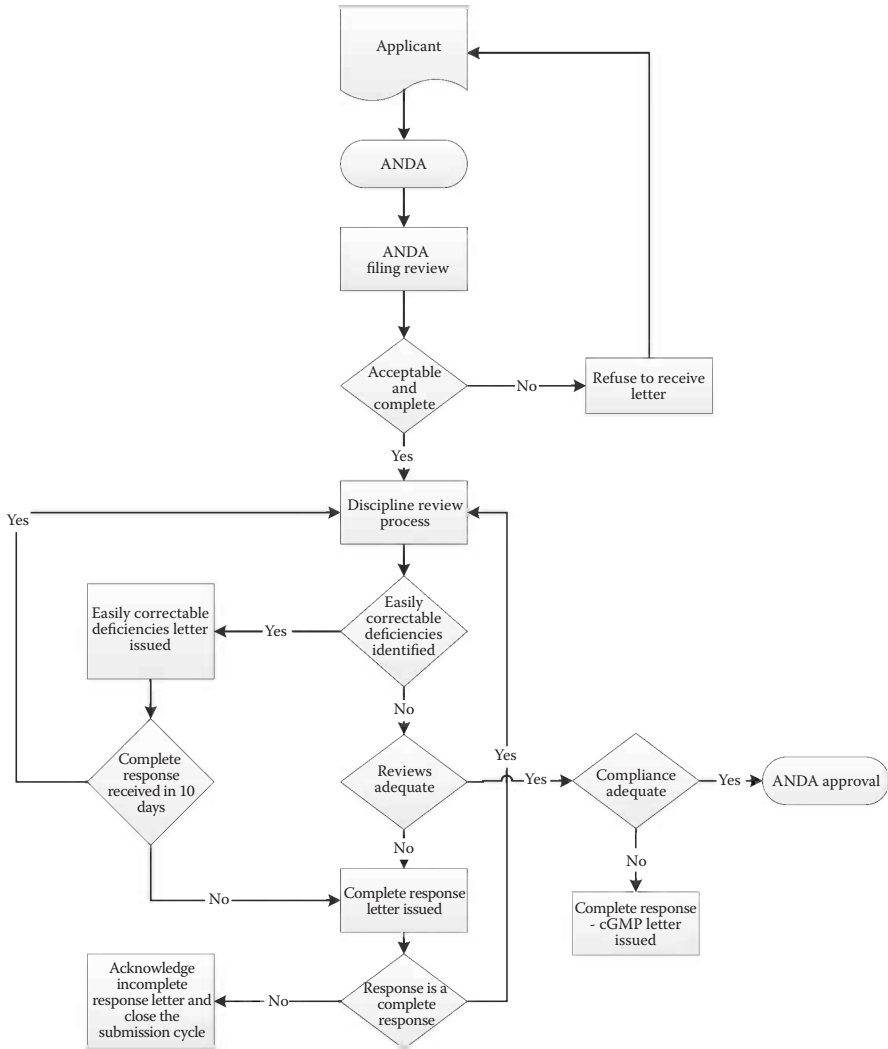 Applicant
ANDA
ANDA
filing review
Acceptable
and
complete
No
Refuse to receive
letter
Yes
Discipline review
process
Yes
Easily
correctable
deficiencies
identified
Yes
Easily correctable
deficiencies letter
issued
No
Complete
response
received in 10
days
Reviews
adequate
Yes
Yes
Compliance
adequate
Yes
ANDA approval
No
No
No
Complete response
letter issued
Complete response
- cGMP letter
issued
Acknowledge
incomplete
response letter and
close the
submission cycle
No
Response is a
complete
response